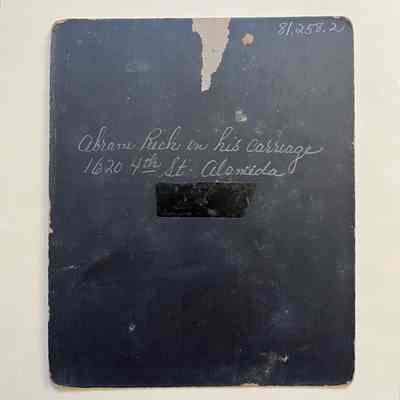 81.258.2
Abram Rich in his carriage
1620 4th St. Alameda